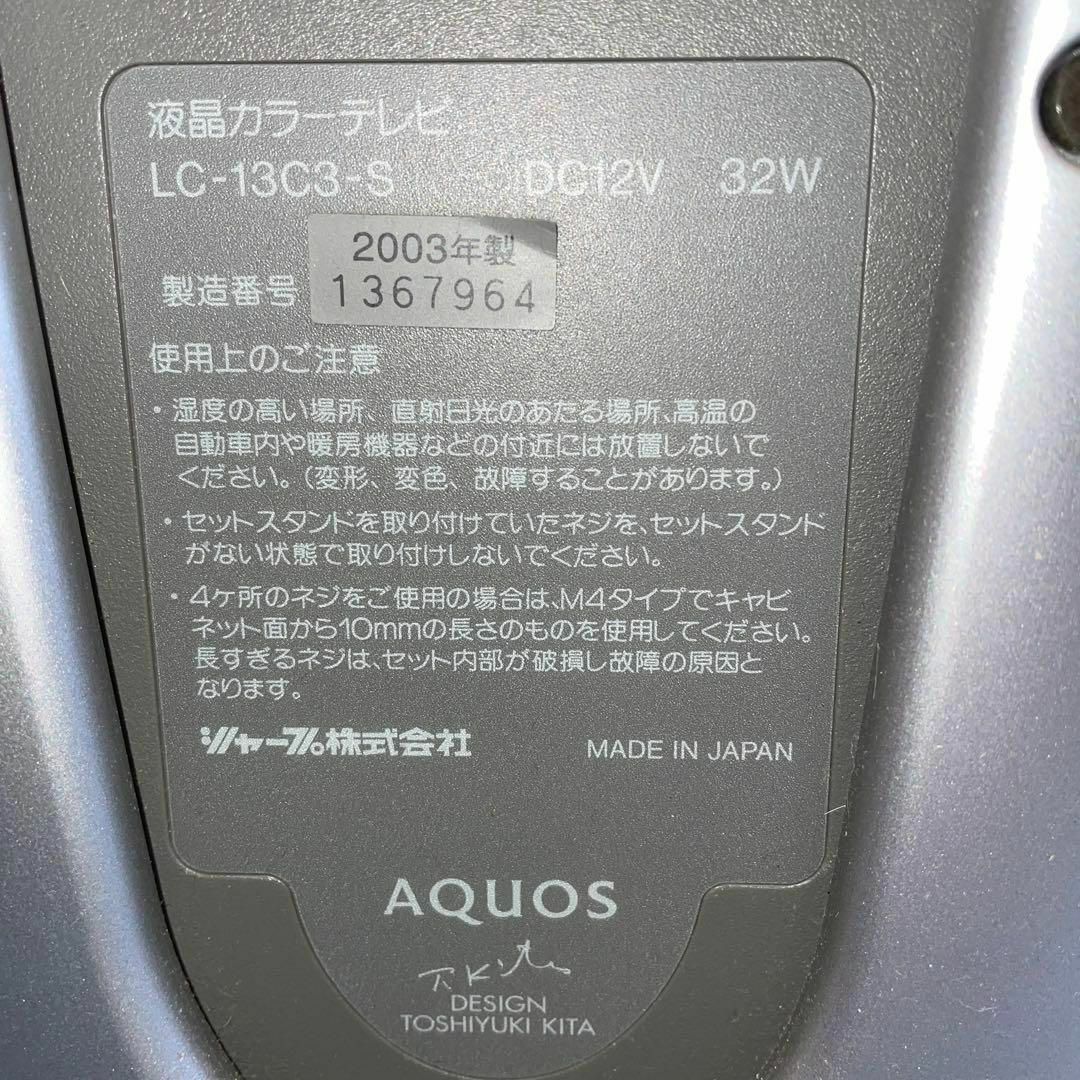 液晶カラーテレビ
LC-13C3-S DC12V 32W
2003年製
製造番号 1367964
使用上のご注意
・湿度の高い場所、直射日光のあたる場所、高温の
自動車内や暖房機器などの付近には放置しないで
ください。(変形、変色、故障することがあります。)
・セットスタンドを取り付けていたネジを、セットスタンド
がない状態で取り付けしないでください。
・4ヶ所のネジをご使用の場合は、M4タイプでキャビ
ネット面から10mmの長さのものを使用してください。
長すぎるネジは、セット内部が破損し故障の原因と
なります。
シャープ株式会社 MADE IN JAPAN
AQUOS
T. Kita
DESIGN
TOSHIYUKI KITA